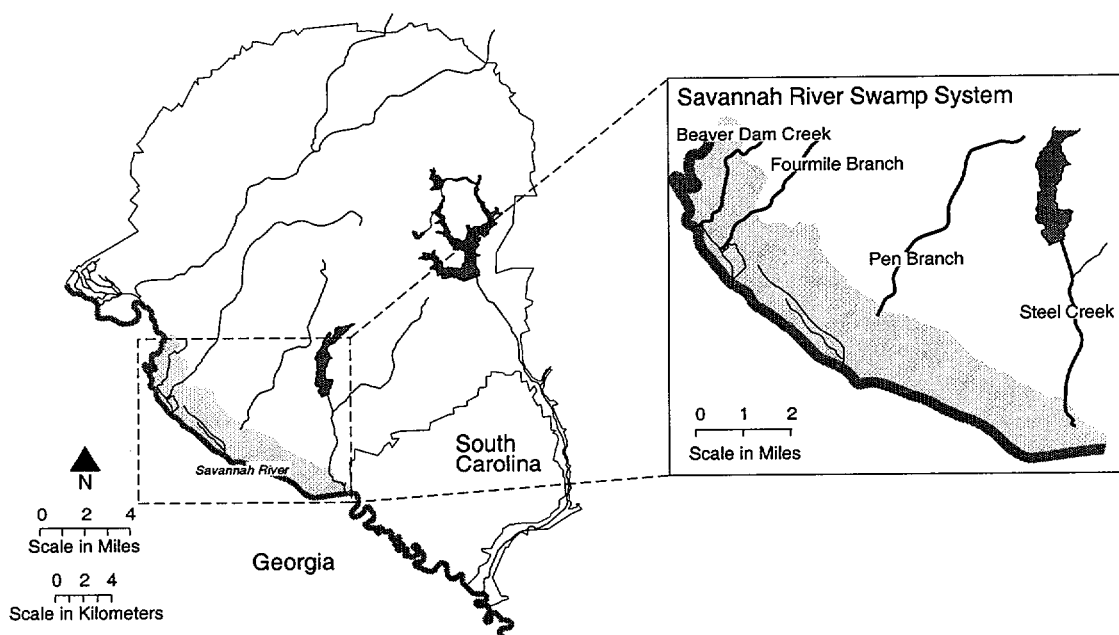 Savannah River Swamp System
Beaver Dam Creek
Fourmile Branch
Pen Branch
Steel Creek
0 1 2
Scale in Miles
South
Carolina
Savannah River
N
0 2 4
Scale in Miles
Georgia
0 2 4
Scale in Kilometers